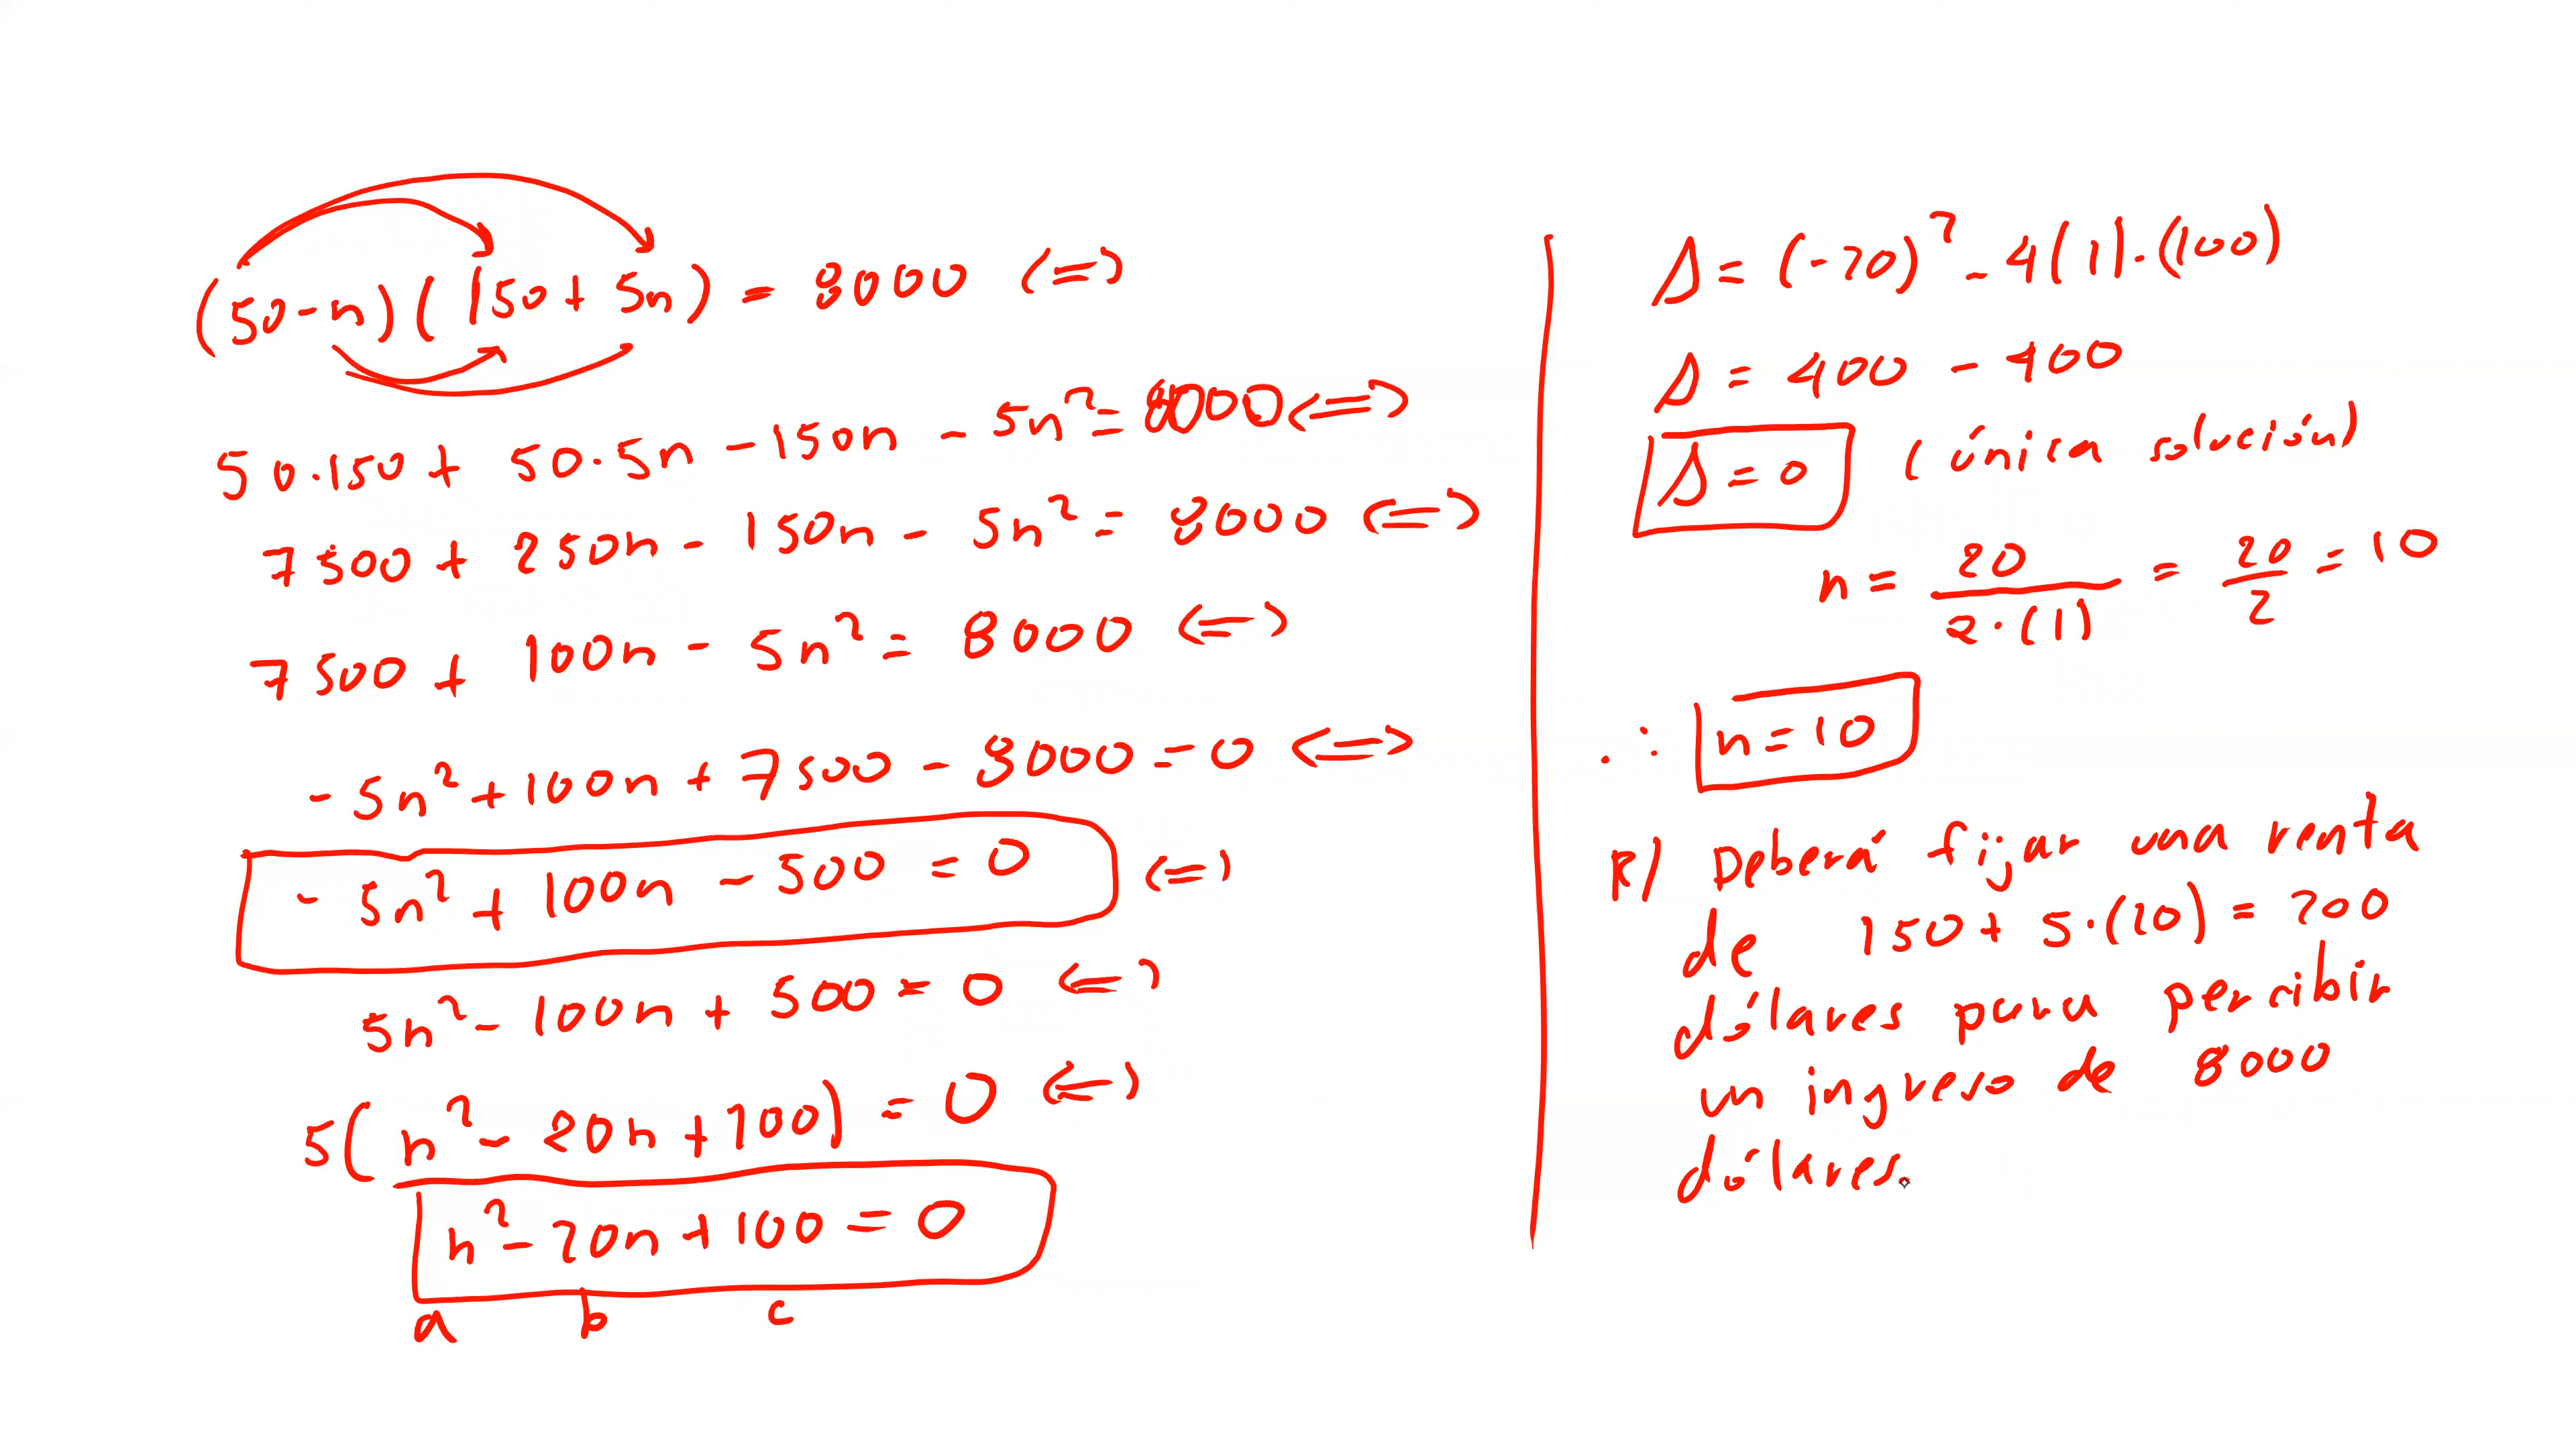 (50-n)(150+5n) = 8000 (=)
50.150 + 50.5n - 150n - 5n² = 8000 <=>
7500 + 250n - 150n - 5n² = 8000 (=)
7500 + 100n - 5n² = 8000 (=)
-5n² + 100n + 7500 - 8000 = 0 <=>
-5n² + 100n - 500 = 0 (=)
5n² - 100n + 500 = 0 (=)
5(n² - 20n + 100) = 0 (=)
n² - 20n + 100 = 0
a b c
Δ = (-20)² - 4(1).(100)
Δ = 400 - 400
Δ = 0 (única solución)
n = 20/2.(1) = 20/2 = 10
∴ n = 10
R/ Deberá fijar una renta
de 150 + 5.(10) = 200
dólares para percibir
un ingreso de 8000
dólares.